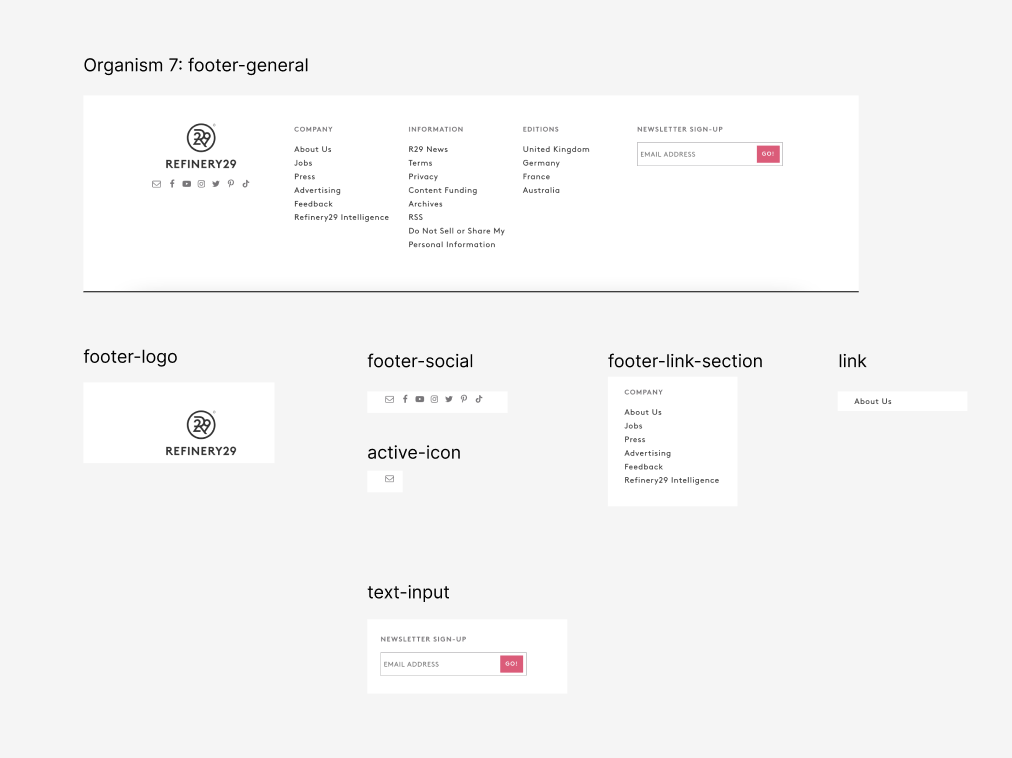 Organism 7: footer-general
REFINERY29
COMPANY
About Us
Jobs
Press
Advertising
Feedback
Refinery29 Intelligence
INFORMATION
R29 News
Terms
Privacy
Content Funding
Archives
RSS
Do Not Sell or Share My
Personal Information
EDITIONS
United Kingdom
Germany
France
Australia
NEWSLETTER SIGN-UP
EMAIL ADDRESS
GO!
footer-logo
REFINERY29
footer-social
active-icon
footer-link-section
COMPANY
About Us
Jobs
Press
Advertising
Feedback
Refinery29 Intelligence
link
About Us
text-input
NEWSLETTER SIGN-UP
EMAIL ADDRESS
GO!